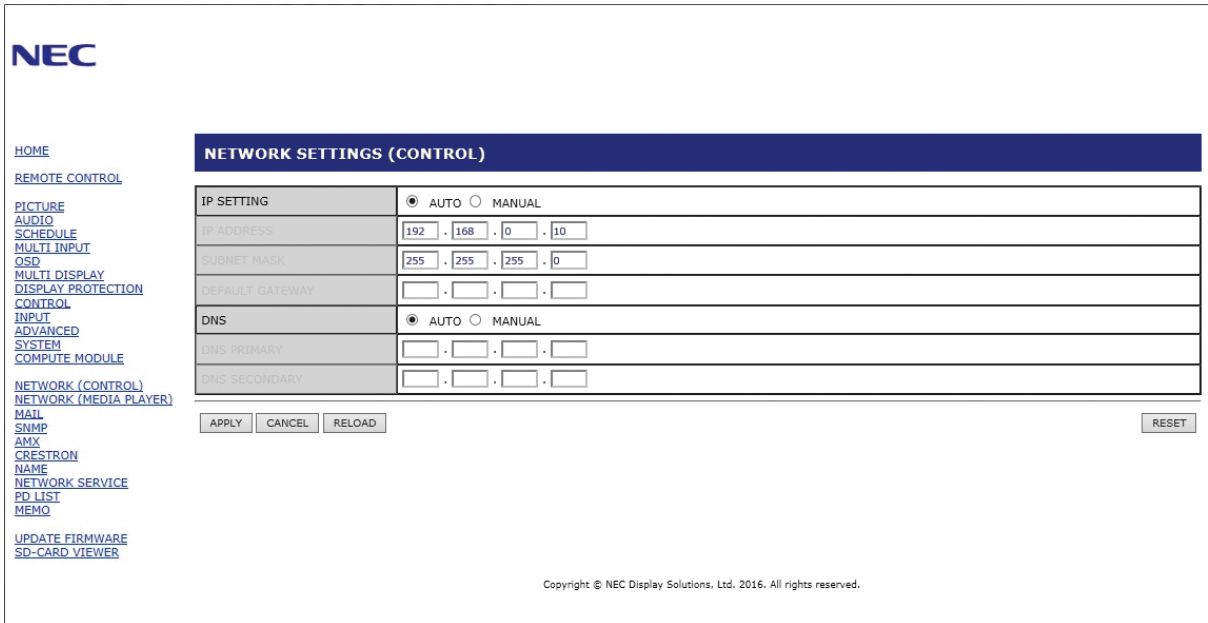 NEC
HOME
REMOTE CONTROL
PICTURE
AUDIO
SCHEDULE
MULTI INPUT
OSD
MULTI DISPLAY
DISPLAY PROTECTION
CONTROL
INPUT
ADVANCED
SYSTEM
COMPUTE MODULE
NETWORK (CONTROL)
NETWORK (MEDIA PLAYER)
MAIL
SNMP
AMX
CRESTRON
NAME
NETWORK SERVICE
PD LIST
MEMO
UPDATE FIRMWARE
SD-CARD VIEWER
NETWORK SETTINGS (CONTROL)
IP SETTING AUTO MANUAL
IP ADDRESS 192 . 168 . 0 . 10
SUBNET MASK 255 . 255 . 255 . 0
DEFAULT GATEWAY . . .
DNS AUTO MANUAL
DNS PRIMARY . . .
DNS SECONDARY . . .
APPLY CANCEL RELOAD RESET
Copyright © NEC Display Solutions, Ltd. 2016. All rights reserved.